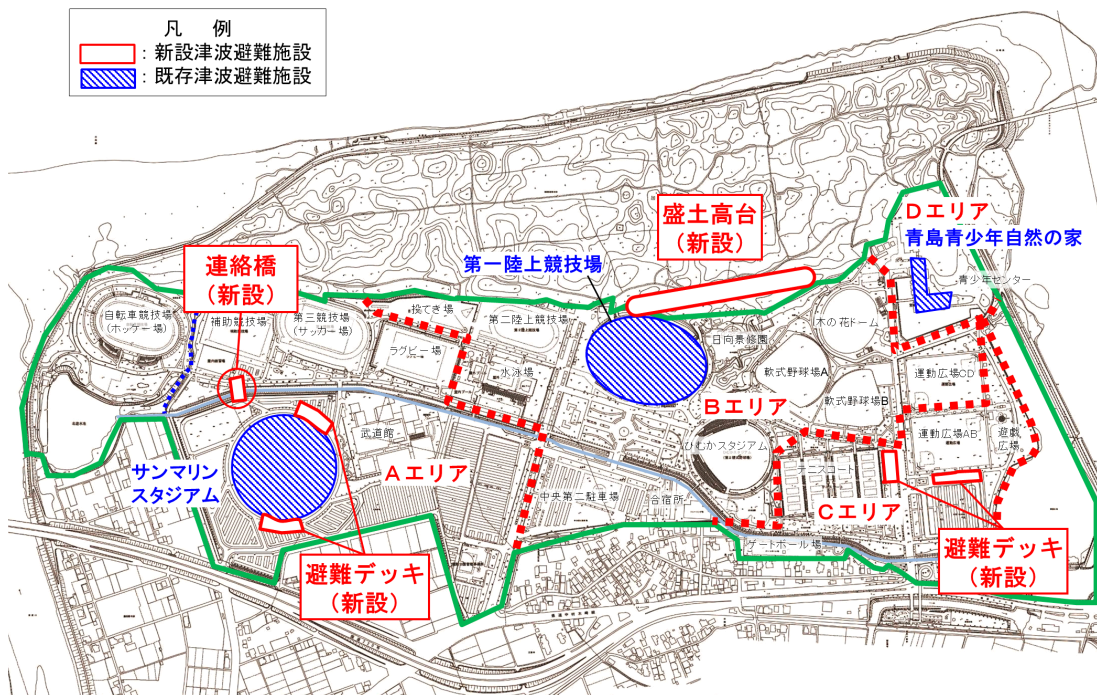 凡 例
：新設津波避難施設
：既存津波避難施設
盛土高台
（新設）
Dエリア
青島青少年自然の家
青少年センター
連絡橋
（新設）
第一陸上競技場
自転車競技場
（ホッケー場）
補助競技場
第三競技場
（サッカー場）
投てき場
ラグビー場
第二陸上競技場
水泳場
日向景修園
木の花ドーム
軟式野球場A
軟式野球場B
運動広場CD
運動広場AB
遊戯
広場
Bエリア
ひむかスタジアム
テニスコート
武道館
Aエリア
サンマリン
スタジアム
中央第二駐車場
合宿所
Cエリア
避難デッキ
（新設）
避難デッキ
（新設）